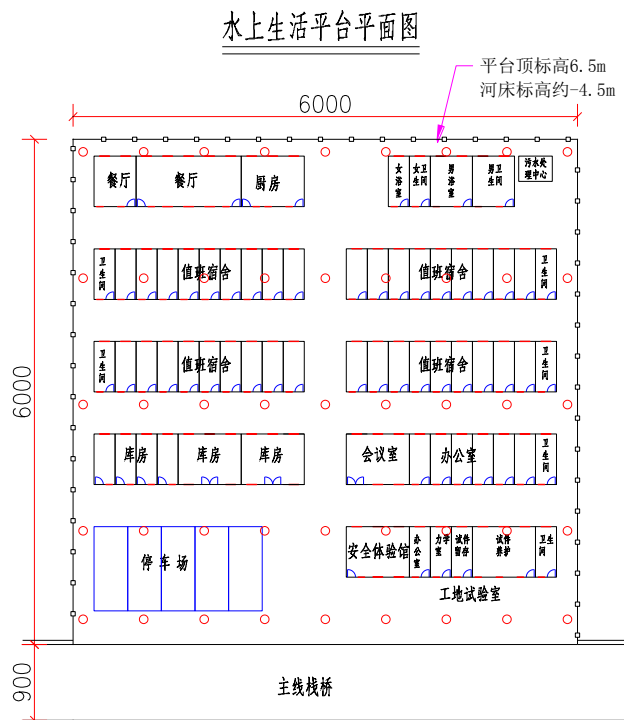 水上生活平台平面图
平台顶标高6.5m
河床标高约-4.5m
6000
餐厅
餐厅
厨房
女浴室
女卫生间
男浴室
男卫生间
污水处
理中心
卫生间
值班宿舍
值班宿舍
卫生间
6000
卫生间
值班宿舍
值班宿舍
卫生间
库房
库房
库房
会议室
办公室
卫生间
停车场
安全体验馆
办公室
力学室
试件
留存
试件
养护
卫生间
工地试验室
900
主线栈桥